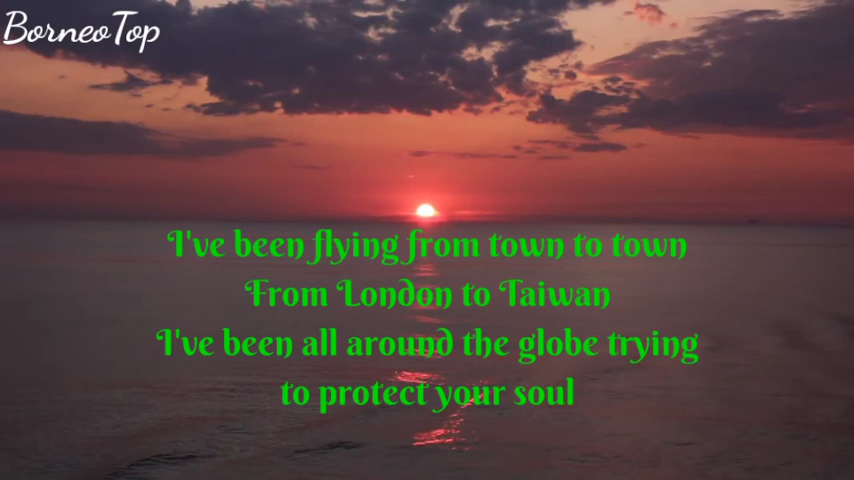 BorneoTop
I've been flying from town to town
From London to Taiwan
I've been all around the globe trying
to protect your soul